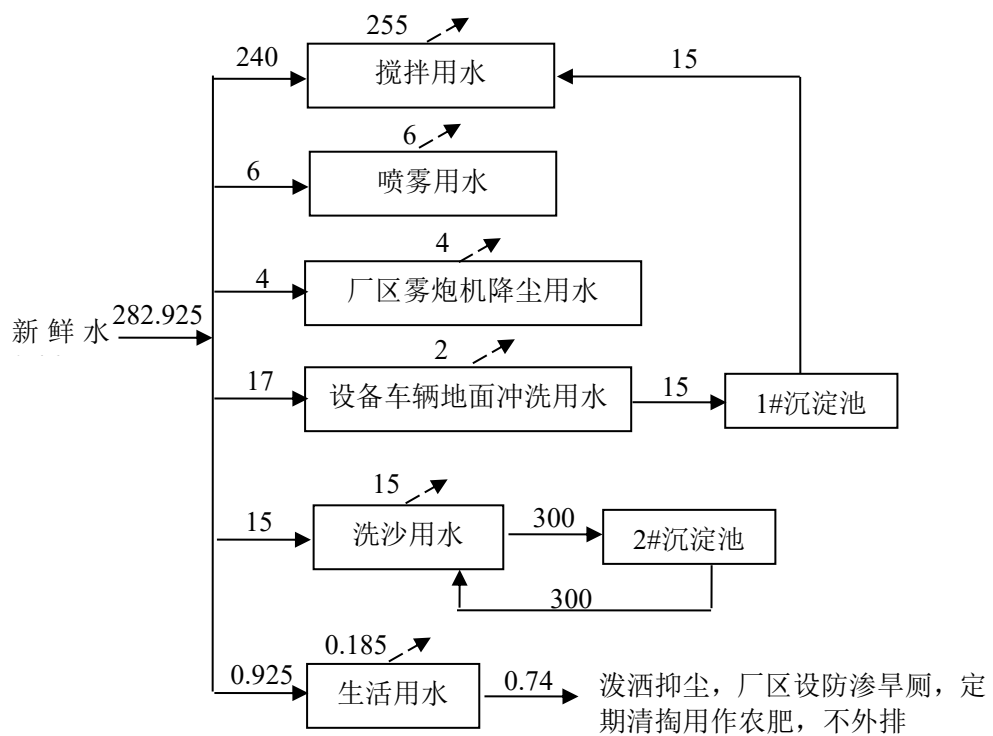 255
240
搅拌用水
15
6
6
喷雾用水
4
4
厂区雾炮机降尘用水
新鲜水
282.925
2
17
设备车辆地面冲洗用水
15
1#沉淀池
15
15
洗沙用水
300
2#沉淀池
300
0.185
0.925
生活用水
0.74
泼洒抑尘，厂区设防渗旱厕，定
期清掏用作农肥，不外排